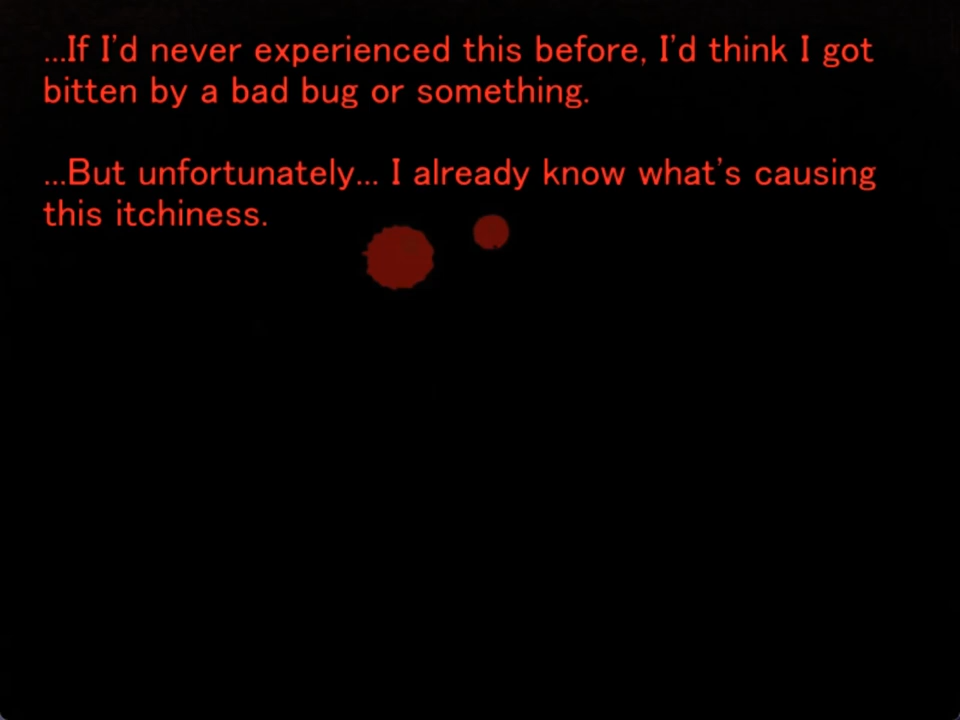 ...If I'd never experienced this before, I'd think I got
bitten by a bad bug or something.
...But unfortunately... I already know what's causing
this itchiness.